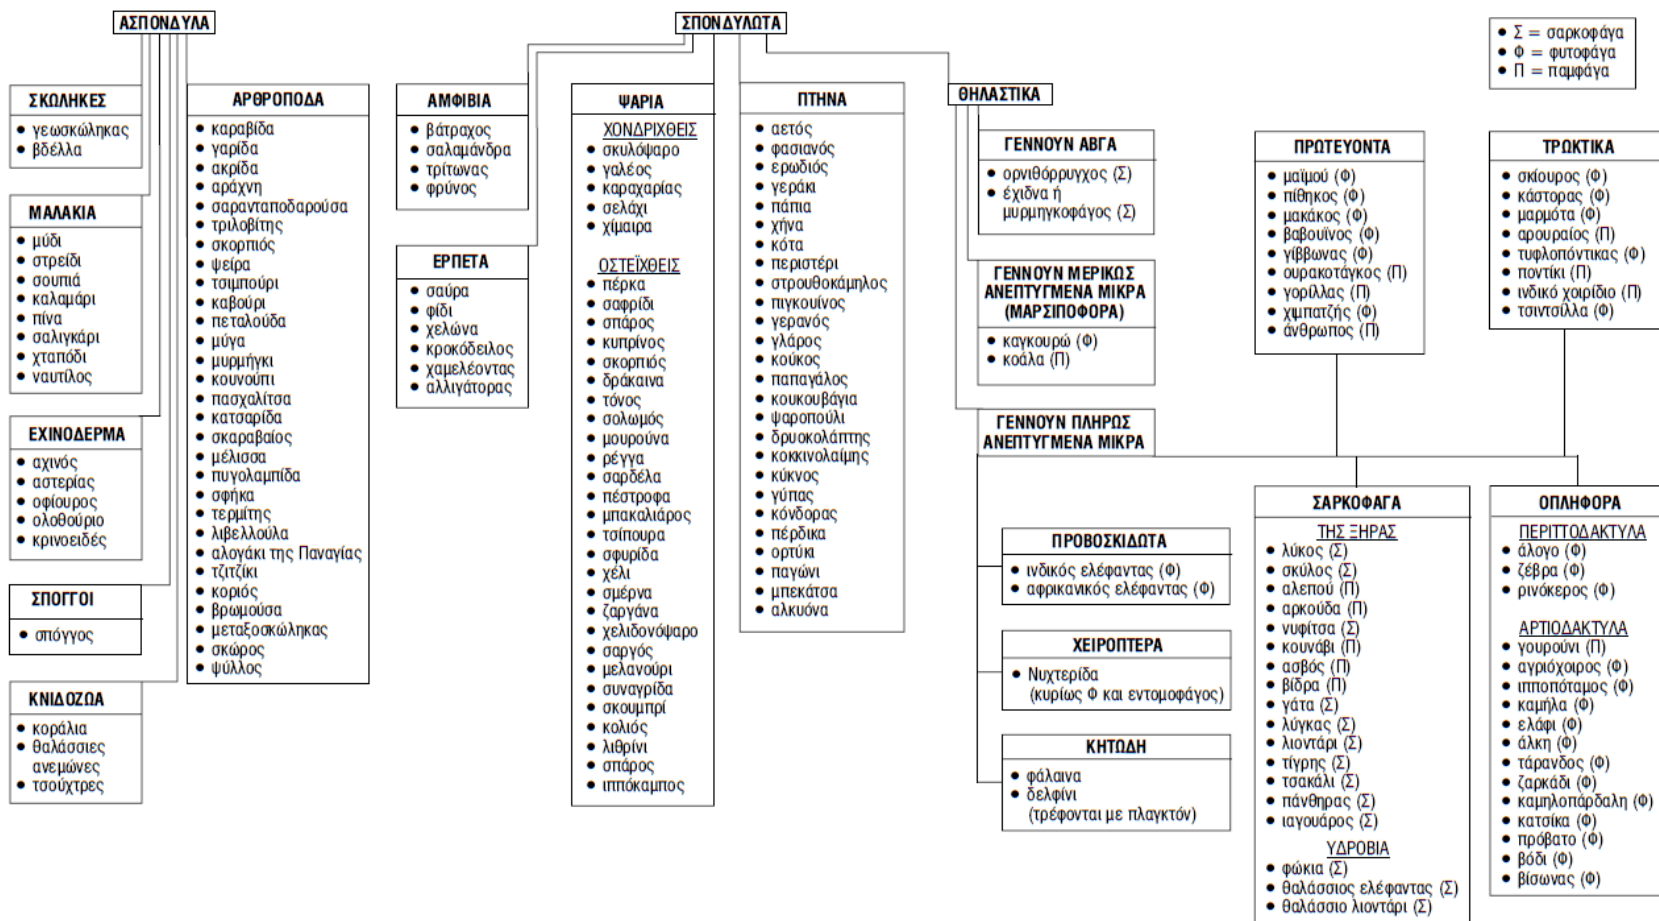 ΑΣΠΟΝΔΥΛΑ
ΣΚΩΛΗΚΕΣ
• γεωσκώληκας
• βδέλλα
ΜΑΛΑΚΙΑ
• μύδι
• στρείδι
• σουπιά
• καλαμάρι
• πίνα
• σαλιγκάρι
• χταπόδι
• ναυτίλος
ΕΧΙΝΟΔΕΡΜΑ
• αχινός
• αστερίας
• οφίουρος
• ολοθούριο
• κρινοειδές
ΣΠΟΓΓΟΙ
• σπόγγος
ΚΝΙΔΟΖΩΑ
• κοράλια
• θαλάσσιες
ανεμώνες
• τσούχτρες
ΑΡΘΡΟΠΟΔΑ
• καραβίδα
• γαρίδα
• ακρίδα
• αράχνη
• σαρανταποδαρούσα
• τριλοβίτης
• σκορπιός
• ψείρα
• τσιμπούρι
• καβούρι
• πεταλούδα
• μύγα
• μυρμήγκι
• κουνούπι
• πασχαλίτσα
• κατσαρίδα
• σκαραβαίος
• μέλισσα
• πυγολαμπίδα
• σφήκα
• τερμίτης
• λιβελλούλα
• αλογάκι της Παναγίας
• τζιτζίκι
• κοριός
• βρωμούσα
• μεταξοσκώληκας
• σκώρος
• ψύλλος
ΣΠΟΝΔΥΛΩΤΑ
ΑΜΦΙΒΙΑ
• βάτραχος
• σαλαμάνδρα
• τρίτωνας
• φρύνος
ΕΡΠΕΤΑ
• σαύρα
• φίδι
• χελώνα
• κροκόδειλος
• χαμελέοντας
• αλλιγάτορας
ΨΑΡΙΑ
ΧΟΝΔΡΙΧΘΕΙΣ
• σκυλόψαρο
• γαλέος
• καραχαρίας
• σελάχι
• χίμαιρα
ΟΣΤΕΪΧΘΕΙΣ
• πέρκα
• σαφρίδι
• σπάρος
• κυπρίνος
• σκορπιός
• δράκαινα
• τόνος
• σολωμός
• μουρούνα
• ρέγγα
• σαρδέλα
• πέστροφα
• μπακαλιάρος
• τσίπουρα
• σφυρίδα
• χέλι
• σμέρνα
• ζαργάνα
• χελιδονόψαρο
• σαργός
• μελανούρι
• συναγρίδα
• σκουμπρί
• κολιός
• λιθρίνι
• σπάρος
• ιππόκαμπος
ΠΤΗΝΑ
• αετός
• φασιανός
• ερωδιός
• γεράκι
• πάπια
• χήνα
• κότα
• περιστέρι
• στρουθοκάμηλος
• πιγκουίνος
• γερανός
• γλάρος
• κούκος
• παπαγάλος
• κουκουβάγια
• ψαροπούλι
• δρυοκολάπτης
• κοκκινολαίμης
• κύκνος
• γύπας
• κόνδορας
• πέρδικα
• ορτύκι
• παγώνι
• μπεκάτσα
• αλκυόνα
ΘΗΛΑΣΤΙΚΑ
ΓΕΝΝΟΥΝ ΑΒΓΑ
• ορνιθόρρυγχος (Σ)
• έχιδνα ή
μυρμηγκοφάγος (Σ)
ΓΕΝΝΟΥΝ ΜΕΡΙΚΩΣ
ΑΝΕΠΤΥΓΜΕΝΑ ΜΙΚΡΑ
(ΜΑΡΣΙΠΟΦΟΡΑ)
• καγκουρώ (Φ)
• κοάλα (Π)
ΓΕΝΝΟΥΝ ΠΛΗΡΩΣ
ΑΝΕΠΤΥΓΜΕΝΑ ΜΙΚΡΑ
ΠΡΟΒΟΣΚΙΔΩΤΑ
• ινδικός ελέφαντας (Φ)
• αφρικανικός ελέφαντας (Φ)
ΧΕΙΡΟΠΤΕΡΑ
• Νυχτερίδα
(κυρίως Φ και εντομοφάγος)
ΚΗΤΩΔΗ
• φάλαινα
• δελφίνι
(τρέφονται με πλαγκτόν)
• Σ = σαρκοφάγα
• Φ = φυτοφάγα
• Π = παμφάγα
ΠΡΩΤΕΥΟΝΤΑ
• μαϊμού (Φ)
• πίθηκος (Φ)
• μακάκος (Φ)
• βαβουϊνος (Φ)
• γίββωνας (Φ)
• ουρακοτάγκος (Π)
• γορίλλας (Π)
• χιμπατζής (Φ)
• άνθρωπος (Π)
ΤΡΩΚΤΙΚΑ
• σκίουρος (Φ)
• κάστορας (Φ)
• μαρμότα (Φ)
• αρουραίος (Π)
• τυφλοπόντικας (Φ)
• ποντίκι (Π)
• ινδικό χοιρίδιο (Π)
• τσιντσίλλα (Φ)
ΣΑΡΚΟΦΑΓΑ
ΤΗΣ ΞΗΡΑΣ
• λύκος (Σ)
• σκύλος (Σ)
• αλεπού (Π)
• αρκούδα (Π)
• νυφίτσα (Σ)
• κουνάβι (Π)
• ασβός (Π)
• βίδρα (Π)
• γάτα (Σ)
• λύγκας (Σ)
• λιοντάρι (Σ)
• τίγρης (Σ)
• τσακάλι (Σ)
• πάνθηρας (Σ)
• ιαγουάρος (Σ)
ΥΔΡΟΒΙΑ
• φώκια (Σ)
• θαλάσσιος ελέφαντας (Σ)
• θαλάσσιο λιοντάρι (Σ)
ΟΠΛΗΦΟΡΑ
ΠΕΡΙΤΤΟΔΑΚΤΥΛΑ
• άλογο (Φ)
• ζέβρα (Φ)
• ρινόκερος (Φ)
ΑΡΤΙΟΔΑΚΤΥΛΑ
• γουρούνι (Π)
• αγριόχοιρος (Φ)
• ιπποπόταμος (Φ)
• καμήλα (Φ)
• ελάφι (Φ)
• άλκη (Φ)
• τάρανδος (Φ)
• ζαρκάδι (Φ)
• καμηλοπάρδαλη (Φ)
• κατσίκα (Φ)
• πρόβατο (Φ)
• βόδι (Φ)
• βίσωνας (Φ)